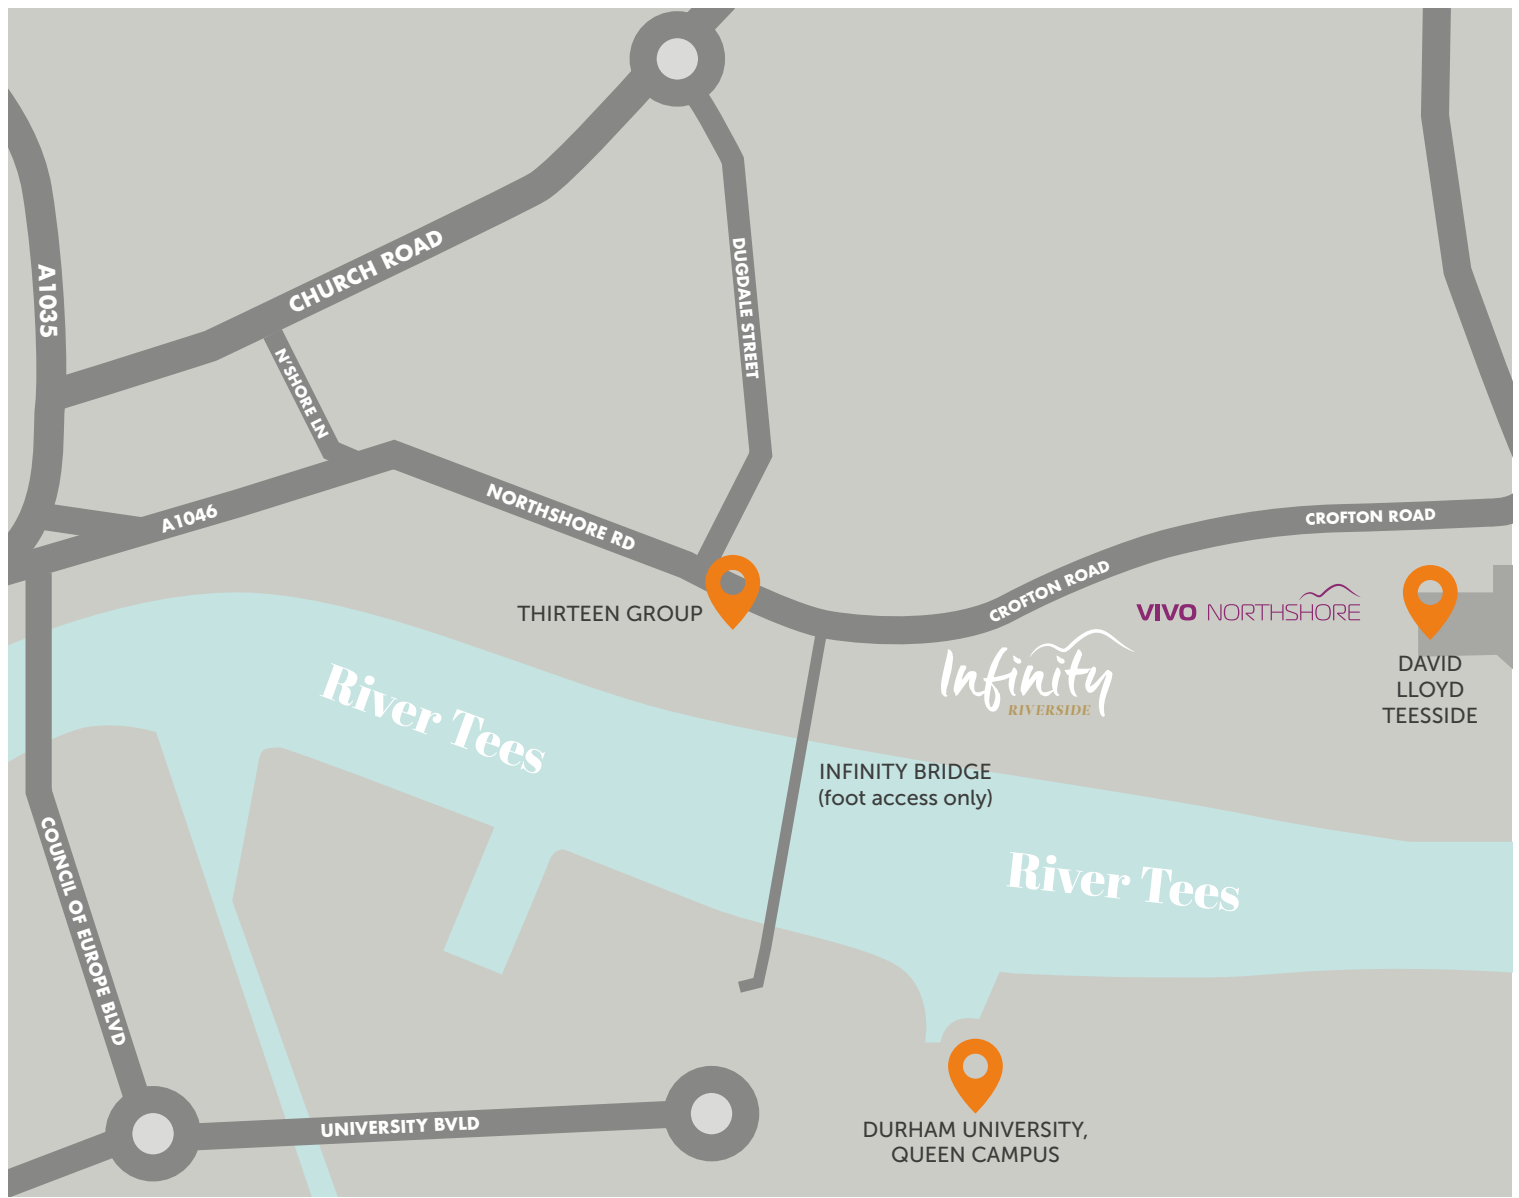 A1035
CHURCH ROAD
DUGDALE STREET
N'SHORE LN
A1046
NORTHSHORE RD
CROFTON ROAD
CROFTON ROAD
THIRTEEN GROUP
VIVO NORTHSHORE
Infinity
RIVERSIDE
DAVID
LLOYD
TEESSIDE
River Tees
INFINITY BRIDGE
(foot access only)
River Tees
COUNCIL OF EUROPE BLVD
UNIVERSITY BVLD
DURHAM UNIVERSITY,
QUEEN CAMPUS